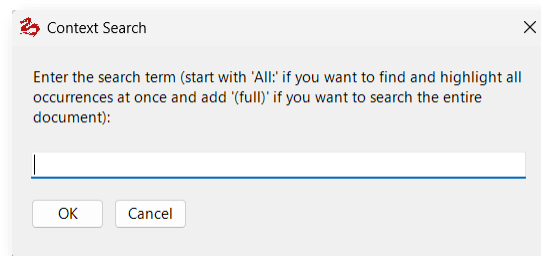 Context Search
Enter the search term (start with 'All:' if you want to find and highlight all
occurrences at once and add '(full)' if you want to search the entire
document):
OK Cancel